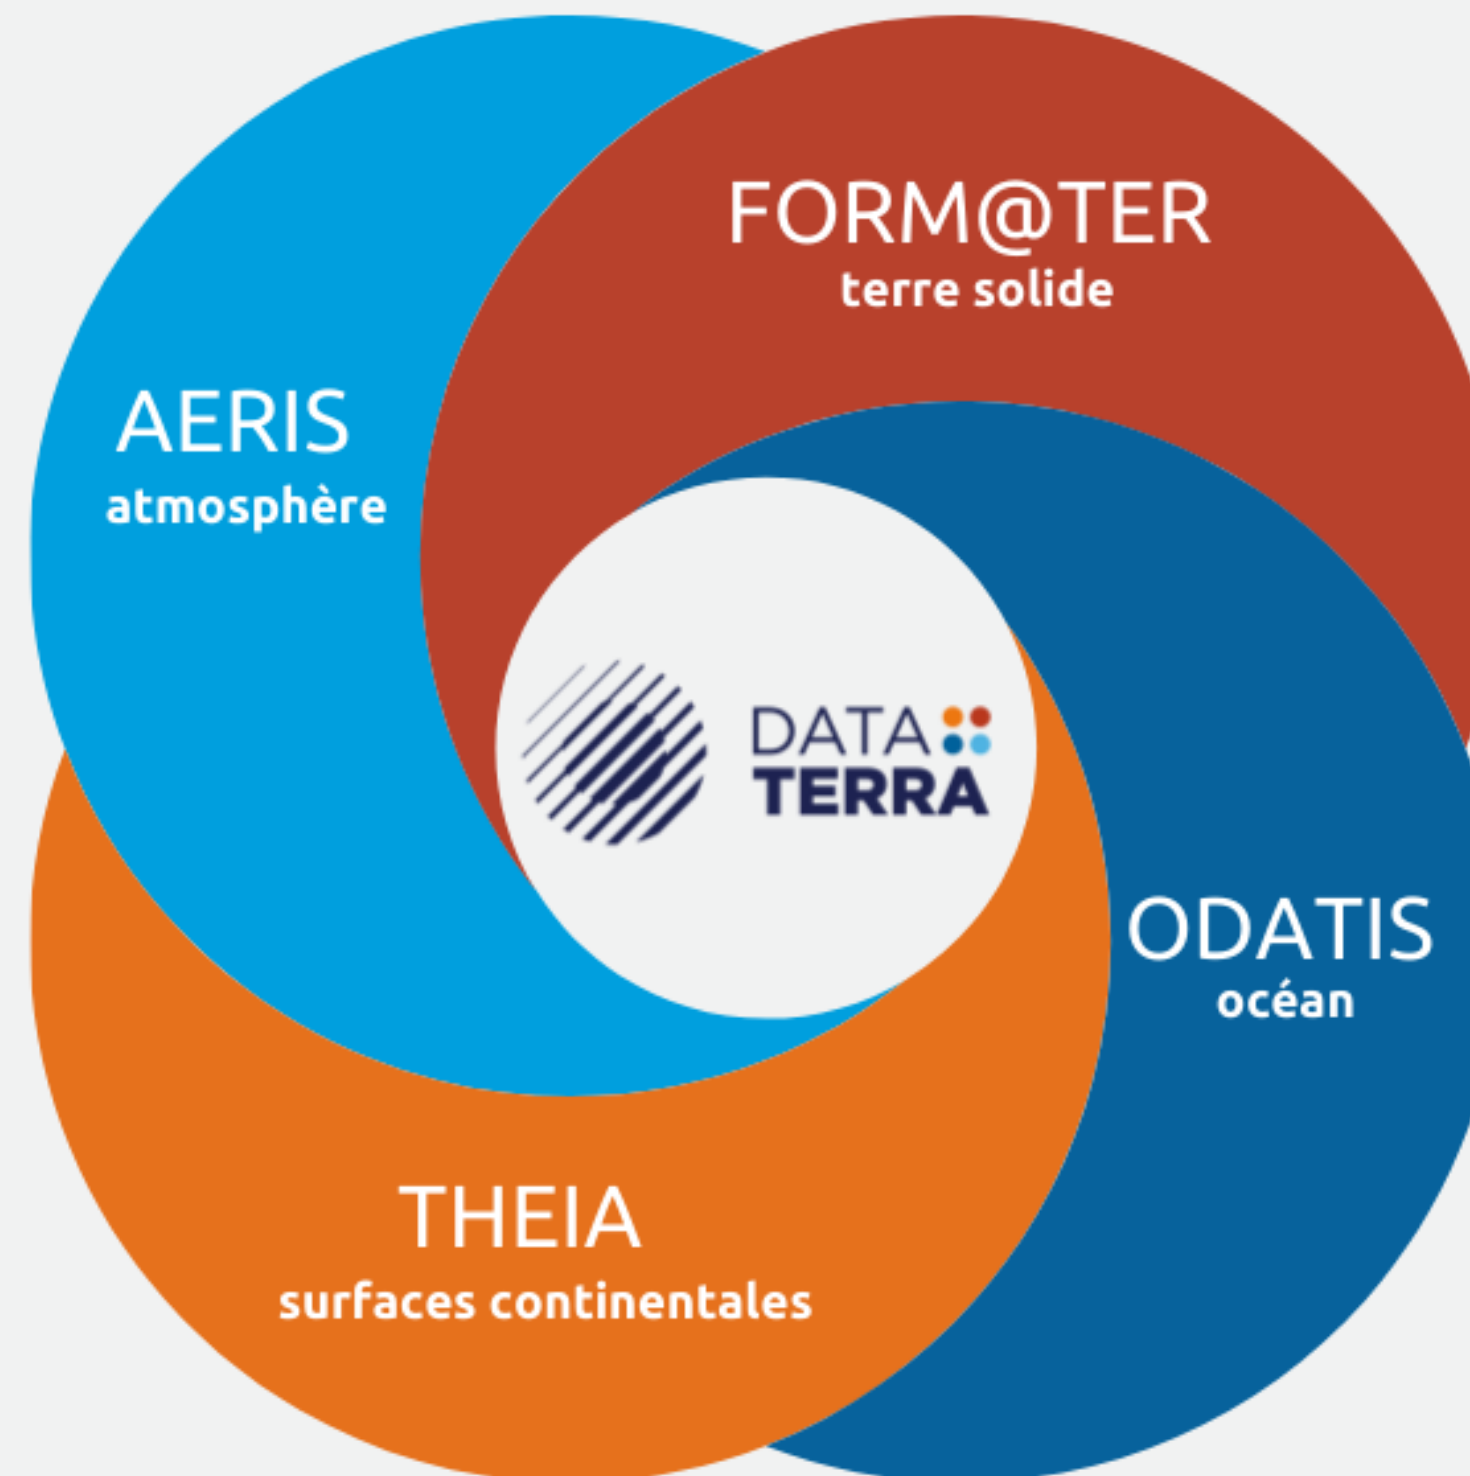 FORM@TER
terre solide
AERIS
atmosphère
DATA
TERRA
ODATIS
océan
THEIA
surfaces continentales